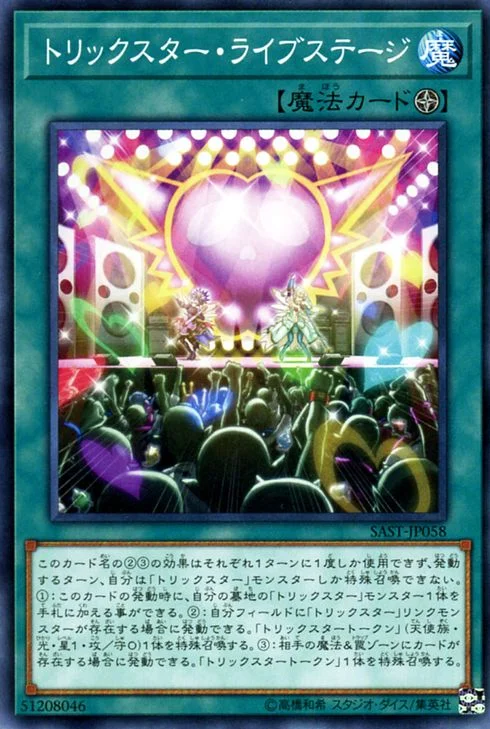 トリックスター・ライブステージ
魔
【魔法カード】
SAST-JP058
このカード名の②③の効果はそれぞれ1ターンに1度しか使用できず、発動
するターン、自分は「トリックスター」モンスターしか特殊召喚できない。
①:このカードの発動時に、自分の墓地の「トリックスター」モンスター1体を
手札に加える事ができる。②:自分フィールドに「トリックスター」リンクモン
スターが存在する場合に発動できる。「トリックスタートークン」(天使族・
光・星1・攻/守0)1体を特殊召喚する。③:相手の魔法&罠ゾーンにカードが
存在する場合に発動できる。「トリックスタートークン」1体を特殊召喚する。
51208046
©高橋和希 スタジオ・ダイス/集英社